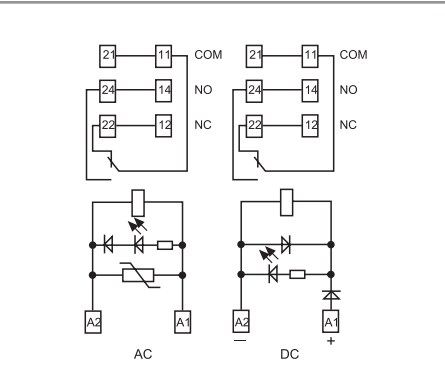 21 11 COM 21 11 COM
24 14 NO 24 14 NO
22 12 NC 22 12 NC
A2 A1 A2 A1
— +
AC DC